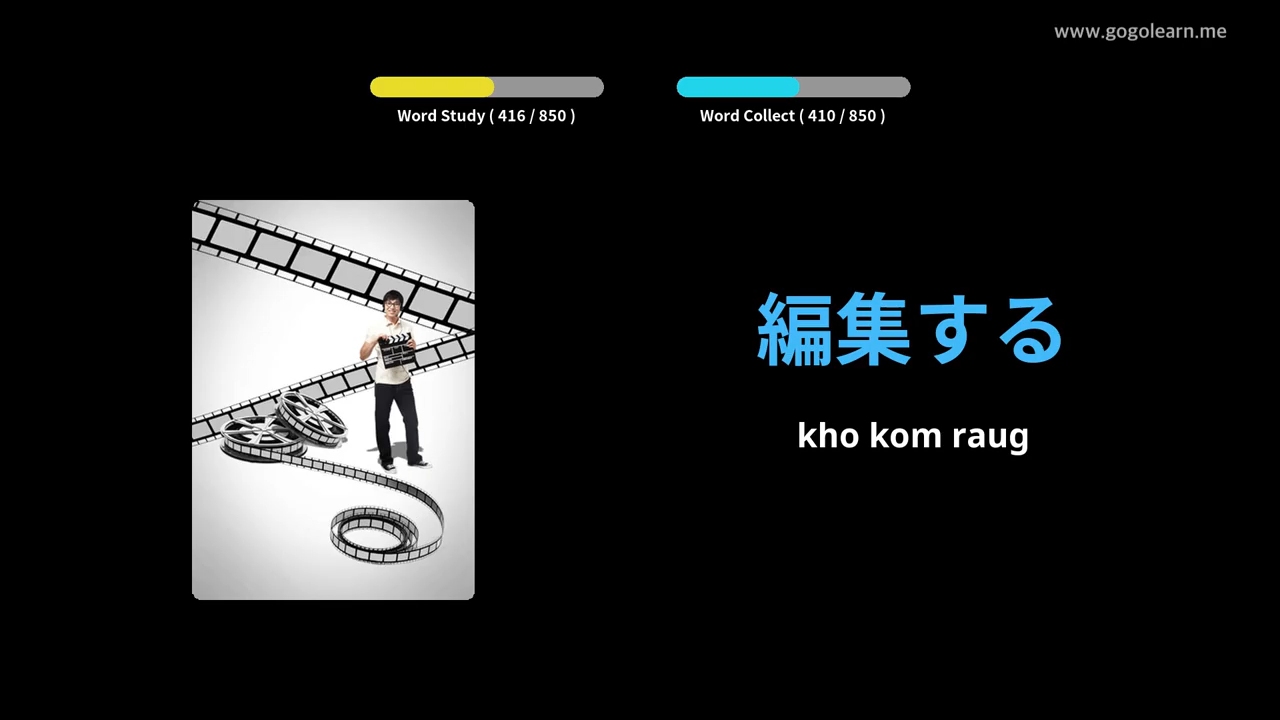 www.gogolearn.me
Word Study ( 416 / 850 )
Word Collect ( 410 / 850 )
編集する
kho kom raug